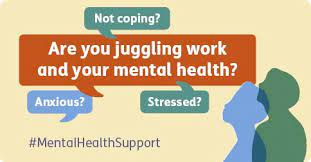 Not coping?
Are you juggling work
and your mental health?
Anxious?
Stressed?
#MentalHealthSupport